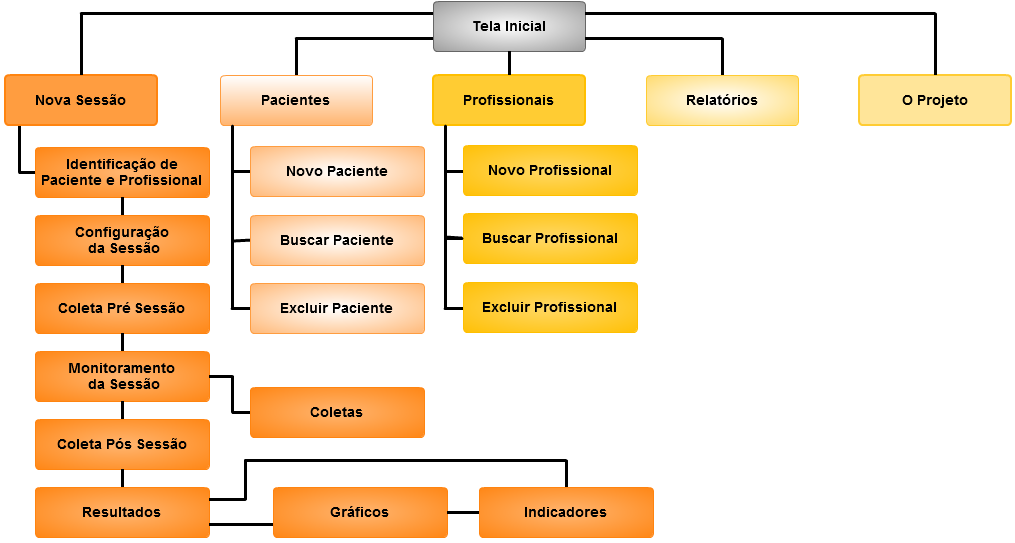 Tela Inicial
Nova Sessão
Pacientes
Profissionais
Relatórios
O Projeto
Identificação de
Paciente e Profissional
Configuração
da Sessão
Coleta Pré Sessão
Monitoramento
da Sessão
Coleta Pós Sessão
Resultados
Novo Paciente
Buscar Paciente
Excluir Paciente
Coletas
Gráficos
Indicadores
Novo Profissional
Buscar Profissional
Excluir Profissional